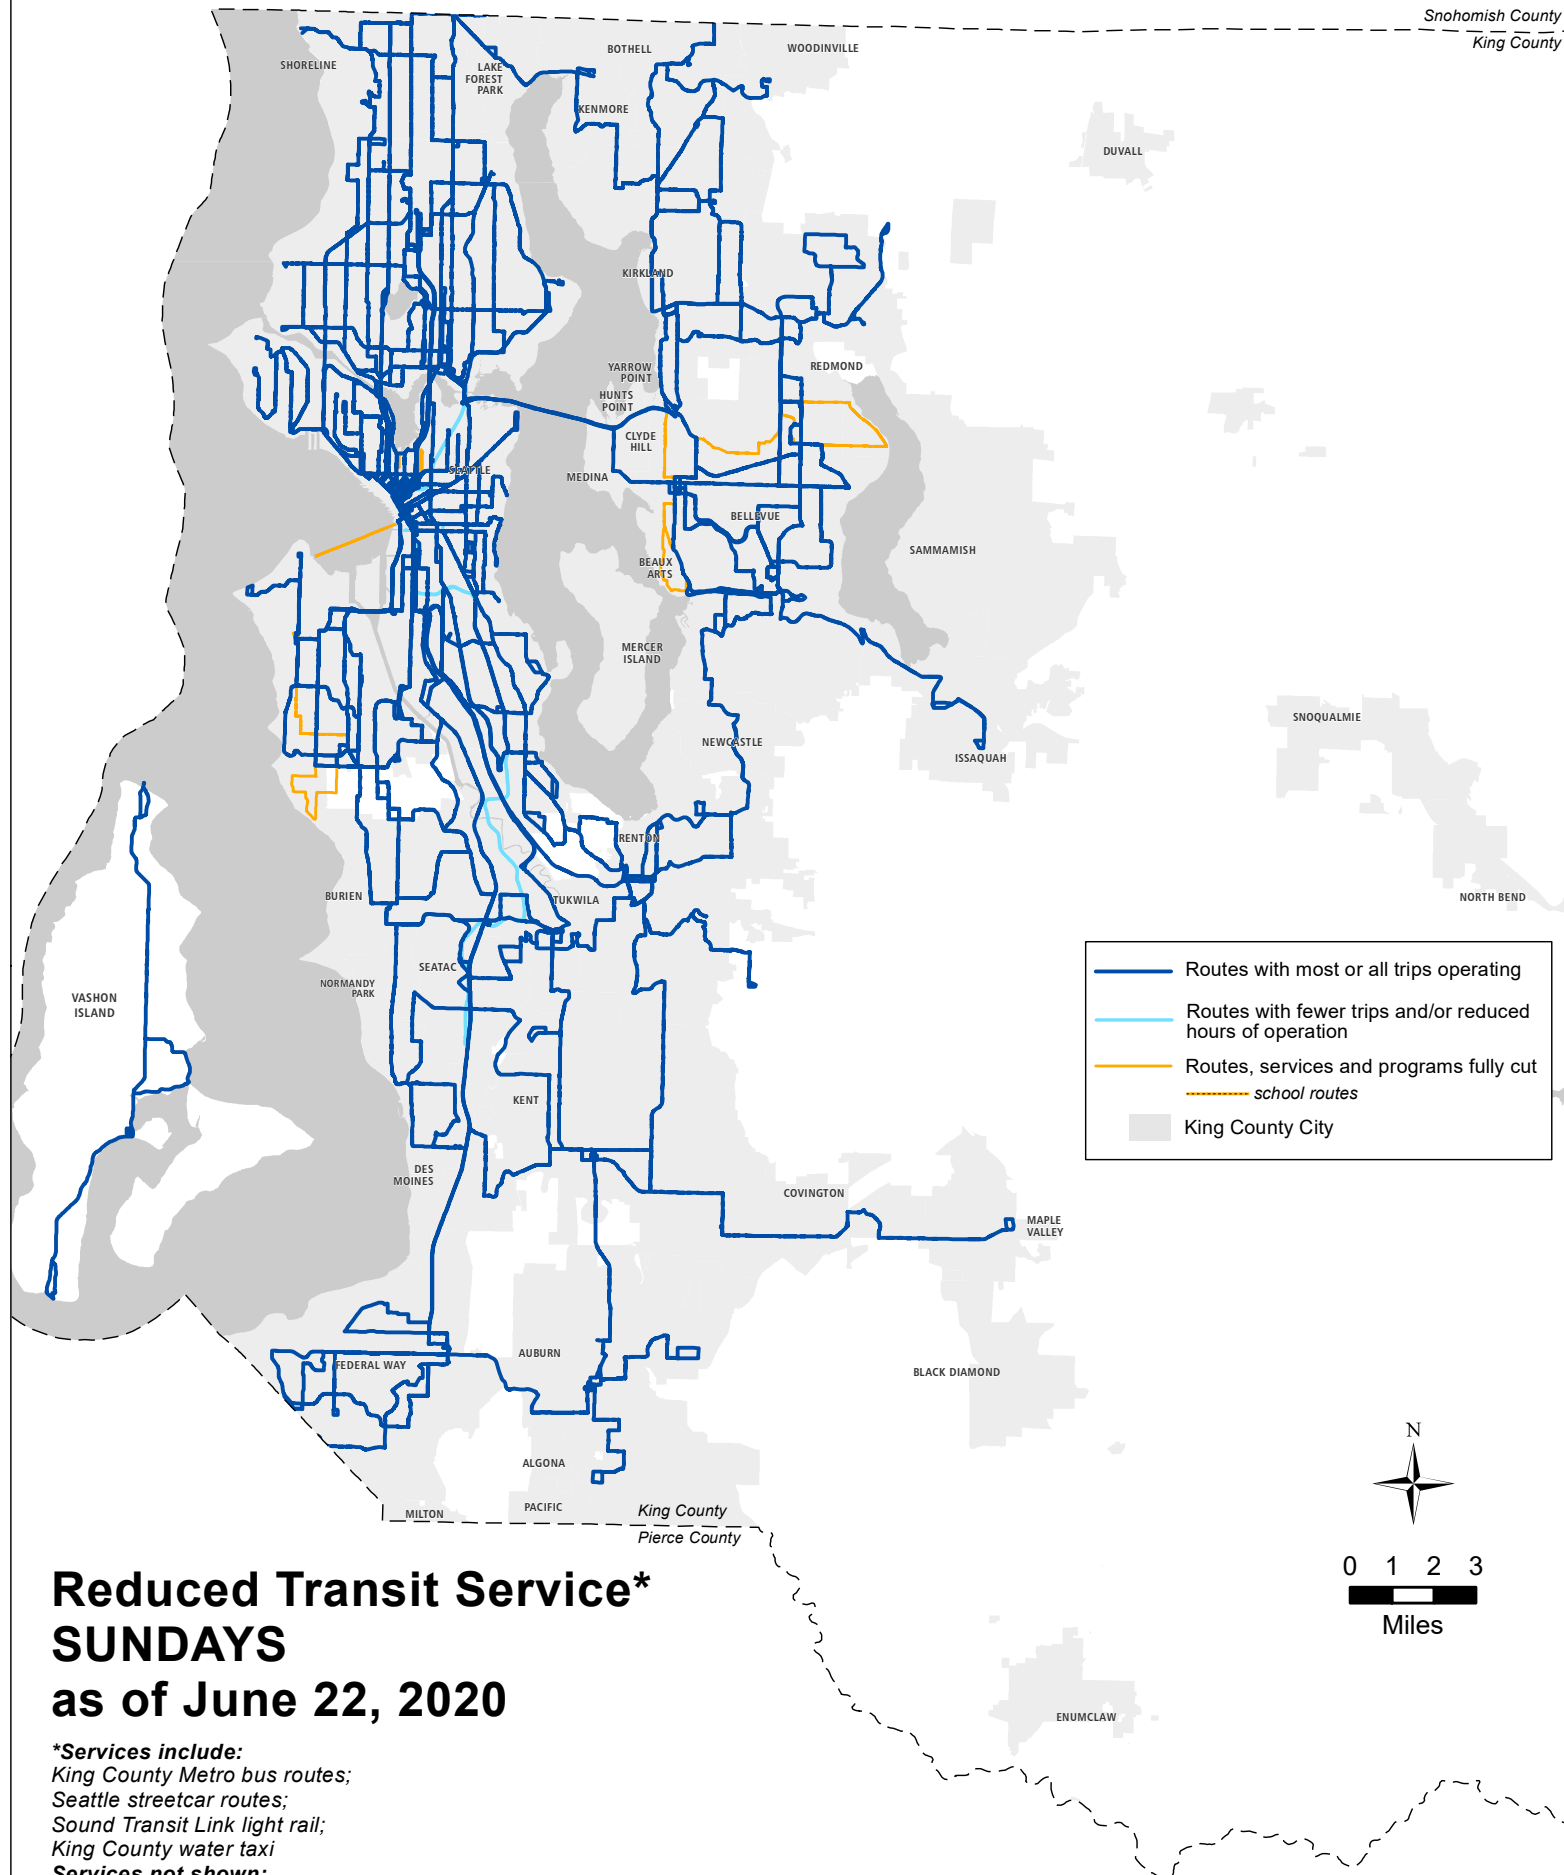 Snohomish County
King County
SHORELINE
LAKE
FOREST
PARK
BOTHELL
WOODINVILLE
KENMORE
DUVALL
KIRKLAND
YARROW
POINT
HUNTS
POINT
REDMOND
CLYDE
HILL
SEATTLE
MEDINA
BELLEVUE
SAMMAMISH
BEAUX
ARTS
MERCER
ISLAND
NEWCASTLE
ISSAQUAH
SNOQUALMIE
RENTON
NORTH BEND
BURIEN
TUKWILA
SEATAC
NORMANDY
PARK
VASHON
ISLAND
Routes with most or all trips operating
Routes with fewer trips and/or reduced
hours of operation
Routes, services and programs fully cut
school routes
King County City
KENT
DES
MOINES
COVINGTON
MAPLE
VALLEY
FEDERAL WAY
AUBURN
BLACK DIAMOND
ALGONA
PACIFIC
MILTON
King County
Pierce County
N
0 1 2 3
Miles
ENUMCLAW
Reduced Transit Service*
SUNDAYS
as of June 22, 2020
*Services include:
King County Metro bus routes;
Seattle streetcar routes;
Sound Transit Link light rail;
King County water taxi
Services not shown: